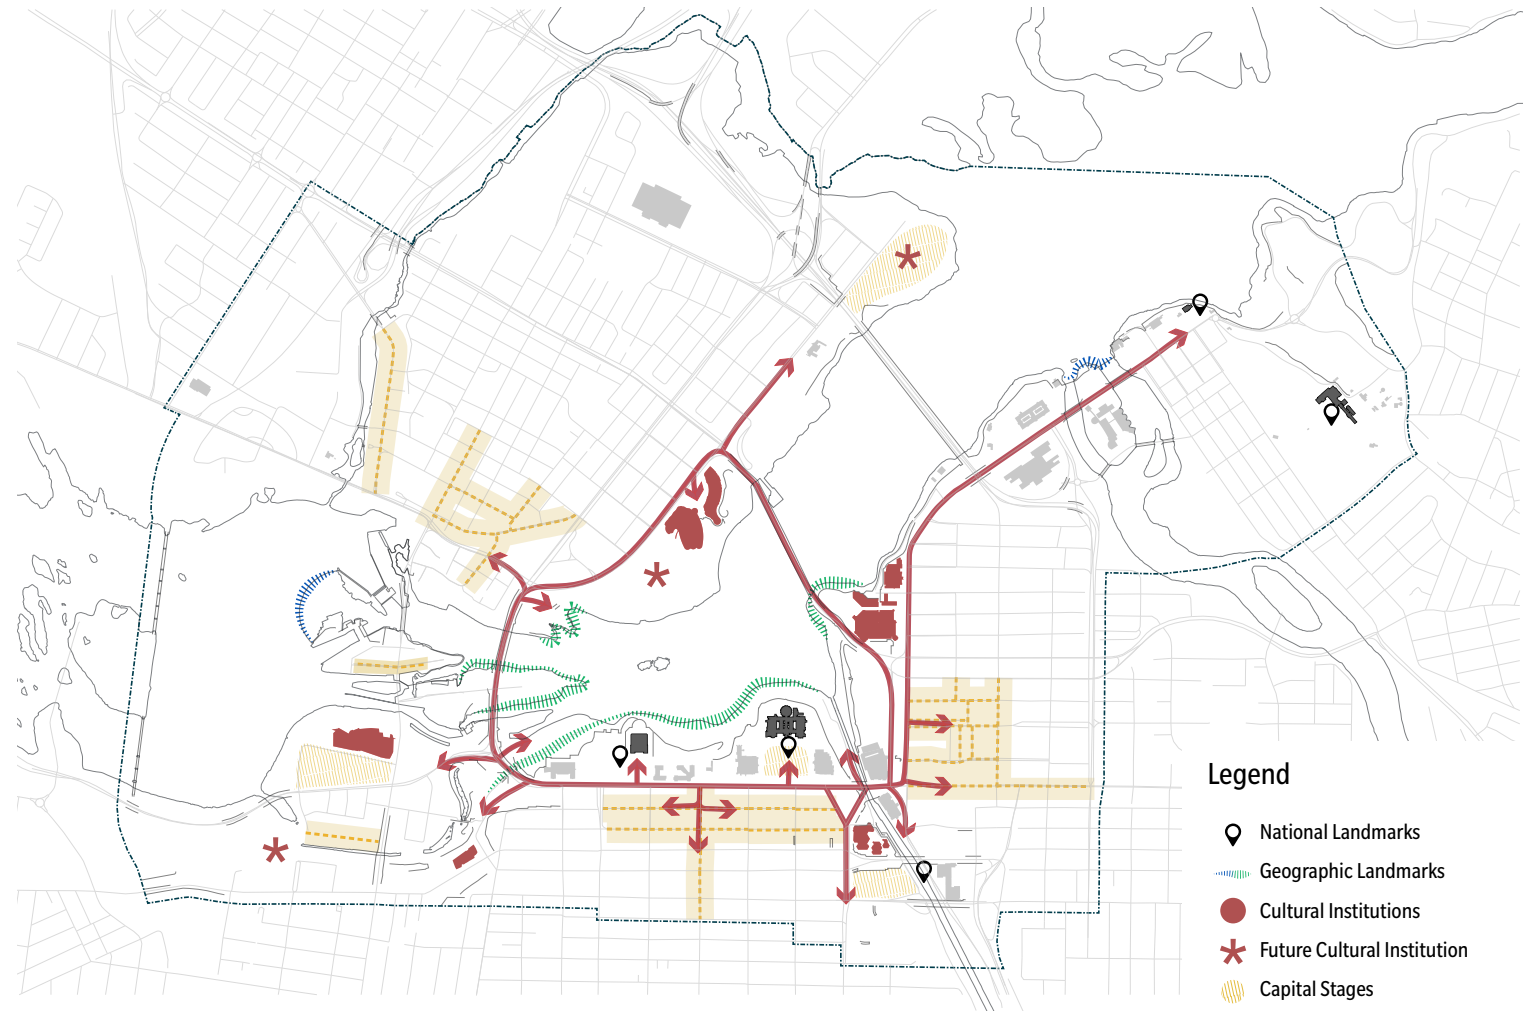 Legend
National Landmarks
Geographic Landmarks
Cultural Institutions
Future Cultural Institution
Capital Stages